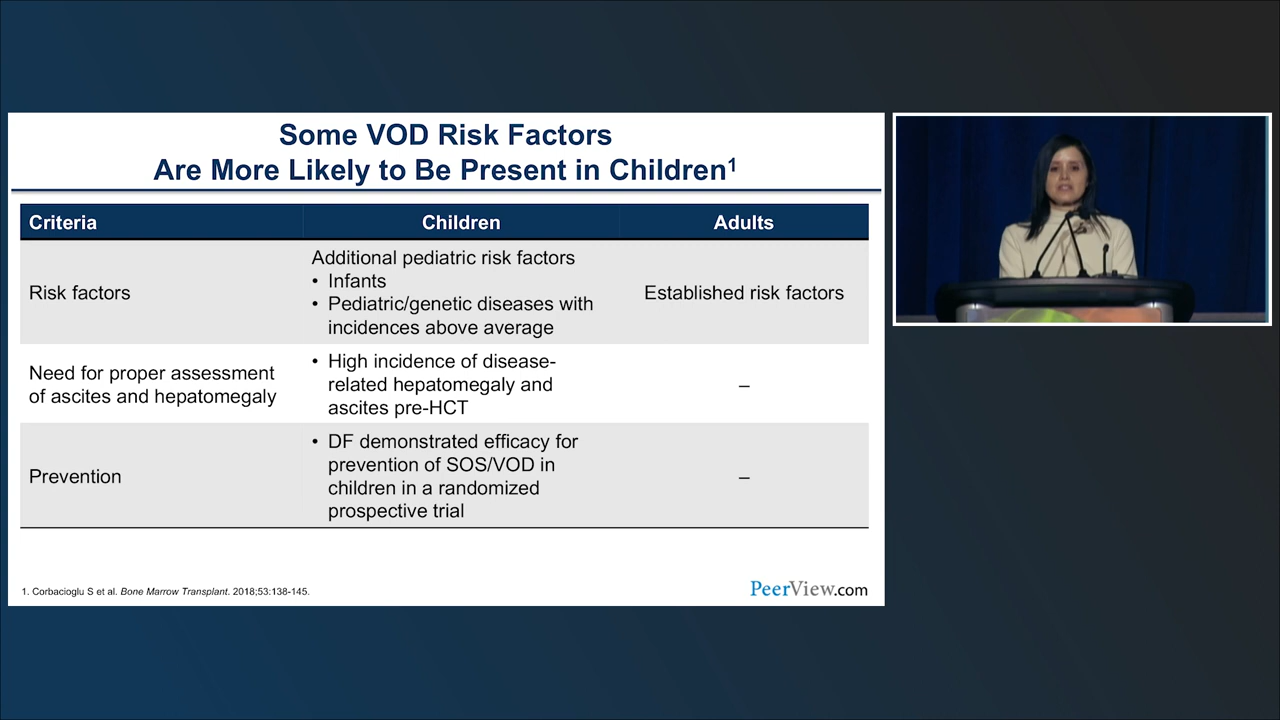 Some VOD Risk Factors
Are More Likely to Be Present in Children1
Criteria
Children
Adults
Risk factors
Additional pediatric risk factors
• Infants
• Pediatric/genetic diseases with
incidences above average
Established risk factors
Need for proper assessment
of ascites and hepatomegaly
• High incidence of disease-
related hepatomegaly and
ascites pre-HCT
–
Prevention
• DF demonstrated efficacy for
prevention of SOS/VOD in
children in a randomized
prospective trial
–
1. Corbacioglu S et al. Bone Marrow Transplant. 2018;53:138-145.
PeerView.com